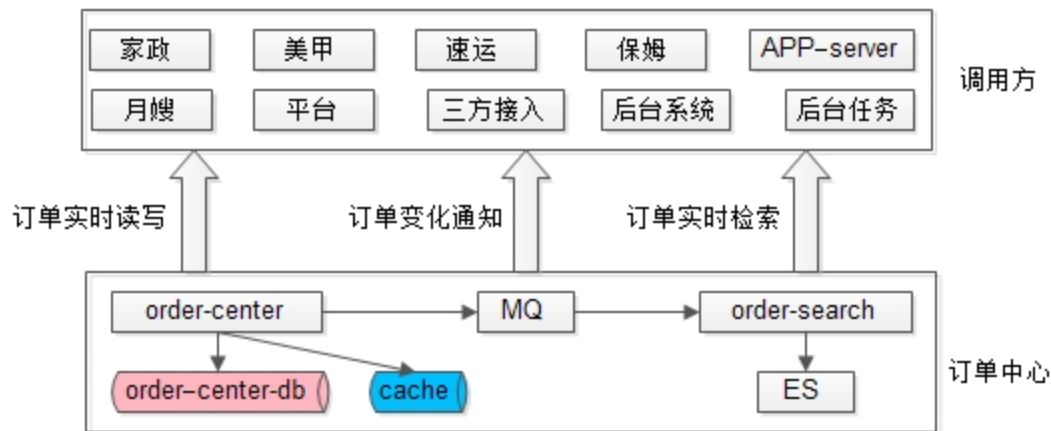 家政
美甲
速运
保姆
APP-server
调用方
月嫂
平台
三方接入
后台系统
后台任务
订单实时读写
订单变化通知
订单实时检索
order-center
MQ
order-search
order-center-db
cache
ES
订单中心